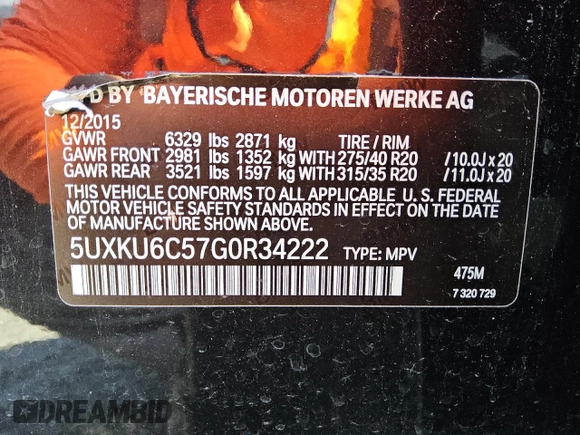 D BY BAYERISCHE MOTOREN WERKE AG
12/2015
GVWR 6329 lbs 2871 kg TIRE / RIM
GAWR FRONT 2981 lbs 1352 kg WITH 275/40 R20 /10.0J x 20
GAWR REAR 3521 lbs 1597 kg WITH 315/35 R20 /11.0J x 20
THIS VEHICLE CONFORMS TO ALL APPLICABLE U. S. FEDERAL
MOTOR VEHICLE SAFETY STANDARDS IN EFFECT ON THE DATE
OF MANUFACTURE SHOWN ABOVE.
5UXKU6C57G0R34222 TYPE: MPV
475M
7 320 729
DREAMBID